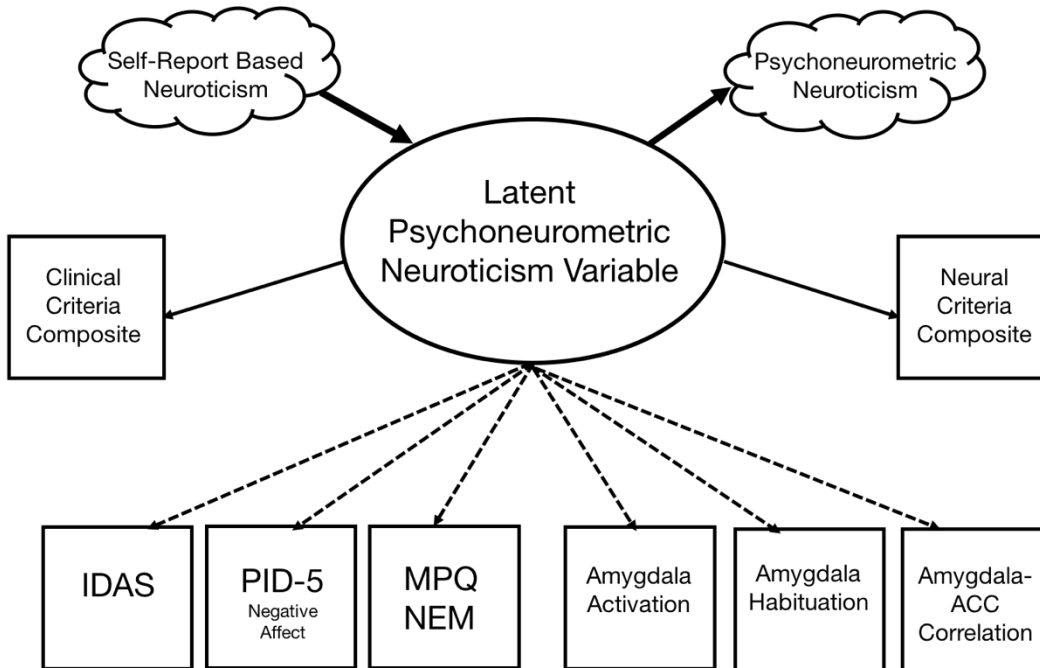 Self-Report Based
Neuroticism
Psychoneurometric
Neuroticism
Latent
Psychoneurometric
Neuroticism Variable
Clinical
Criteria
Composite
Neural
Criteria
Composite
IDAS
PID-5
Negative
Affect
MPQ
NEM
Amygdala
Activation
Amygdala
Habituation
Amygdala-
ACC
Correlation